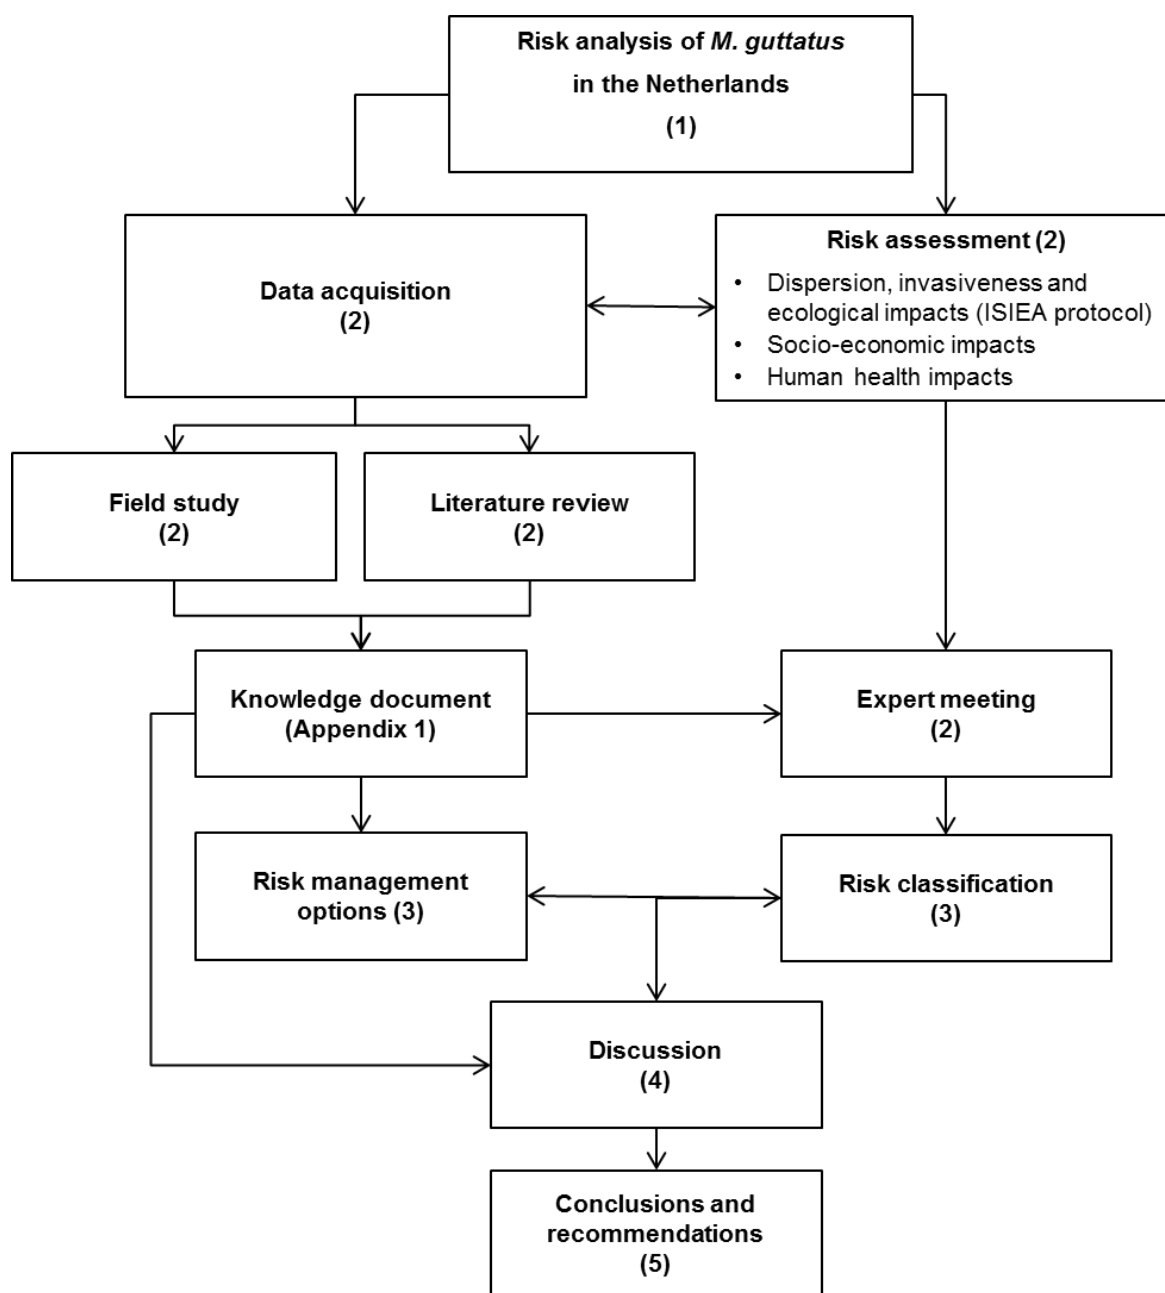 Risk analysis of M. guttatus
in the Netherlands
(1)
Data acquisition
(2)
Risk assessment (2)
• Dispersion, invasiveness and
ecological impacts (ISIEA protocol)
• Socio-economic impacts
• Human health impacts
Field study
(2)
Literature review
(2)
Knowledge document
(Appendix 1)
Expert meeting
(2)
Risk management
options (3)
Risk classification
(3)
Discussion
(4)
Conclusions and
recommendations
(5)